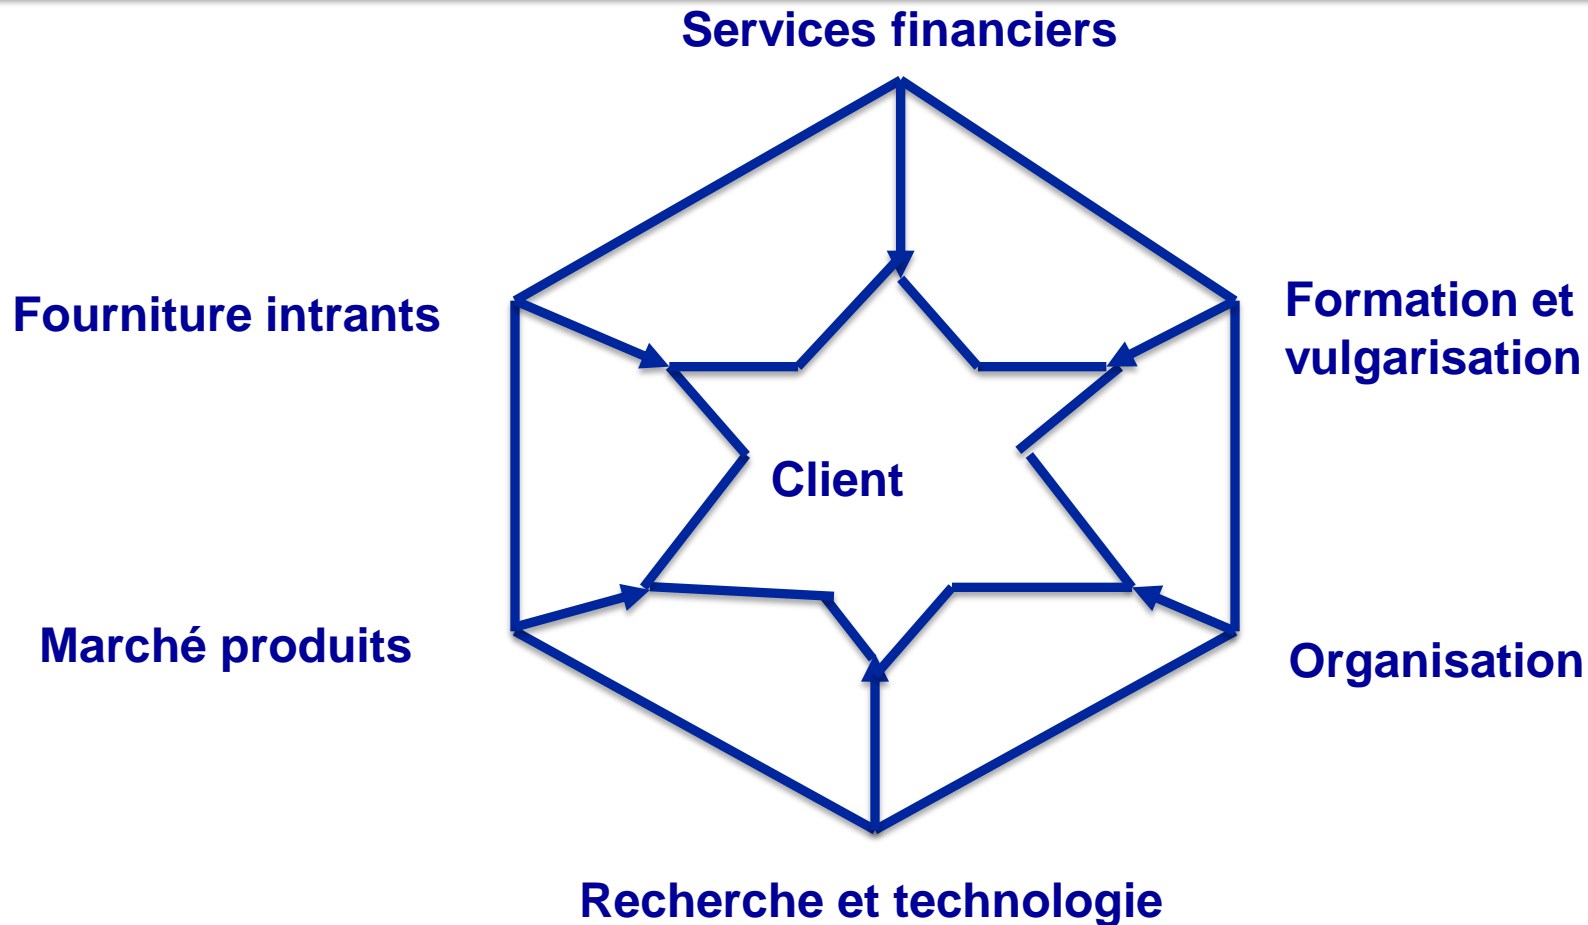 Services financiers
Fourniture intrants
Formation et
vulgarisation
Client
Marché produits
Organisation
Recherche et technologie